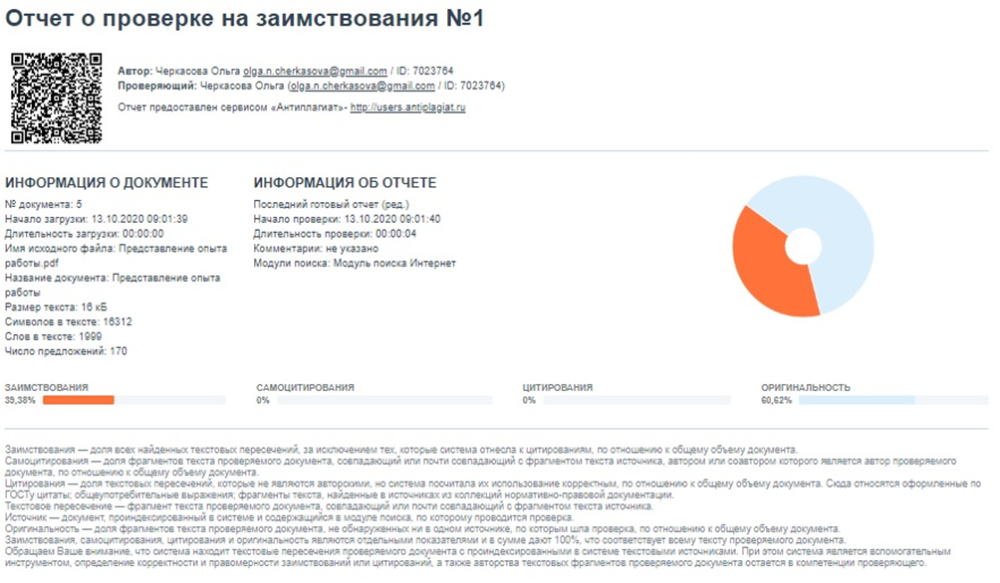 Отчет о проверке на заимствования №1
Автор: Черкасова Ольга olga.n.cherkasova@gmail.com / ID: 7023764
Проверяющий: Черкасова Ольга (olga.n.cherkasova@gmail.com / ID: 7023764)
Отчет предоставлен сервисом «Антиплагиат»- http://users.antiplagiat.ru
ИНФОРМАЦИЯ О ДОКУМЕНТЕ
№ документа: 5
Начало загрузки: 13.10.2020 09:01:39
Длительность загрузки: 00:00:00
Имя исходного файла: Представление опыта
работы.pdf
Название документа: Представление опыта
работы
Размер текста: 16 кБ
Символов в тексте: 16312
Слов в тексте: 1999
Число предложений: 170
ИНФОРМАЦИЯ ОБ ОТЧЕТЕ
Последний готовый отчет (ред.)
Начало проверки: 13.10.2020 09:01:40
Длительность проверки: 00:00:04
Комментарии: не указано
Модули поиска: Модуль поиска Интернет
ЗАИМСТВОВАНИЯ
39,38%
САМОЦИТИРОВАНИЯ
0%
ЦИТИРОВАНИЯ
0%
ОРИГИНАЛЬНОСТЬ
60,62%
Заимствования — доля всех найденных текстовых пересечений, за исключением тех, которые система отнесла к цитированиям, по отношению к общему объему документа.
Самоцитирования — доля фрагментов текста проверяемого документа, совпадающий или почти совпадающий с фрагментом текста источника, автором или соавтором которого является автор проверяемого
документа, по отношению к общему объему документа.
Цитирования — доля текстовых пересечений, которые не являются авторскими, но система посчитала их использование корректным, по отношению к общему объему документа. Сюда относятся оформленные по
ГОСТу цитаты; общеупотребительные выражения; фрагменты текста, найденные в источниках из коллекций нормативно-правовой документации.
Текстовое пересечение — фрагмент текста проверяемого документа, совпадающий или почти совпадающий с фрагментом текста источника.
Источник — документ, проиндексированный в системе и содержащийся в модуле поиска, по которому проводится проверка.
Оригинальность — доля фрагментов текста проверяемого документа, не обнаруженных ни в одном источнике, по которым шла проверка, по отношению к общему объему документа.
Заимствования, самоцитирования, цитирования и оригинальность являются отдельными показателями и в сумме дают 100%, что соответствует всему тексту проверяемого документа.
Обращаем Ваше внимание, что система находит текстовые пересечения проверяемого документа с проиндексированными в системе текстовыми источниками. При этом система является вспомогательным
инструментом, определение корректности и правомерности заимствований или цитирований, а также авторства текстовых фрагментов проверяемого документа остается в компетенции проверяющего.